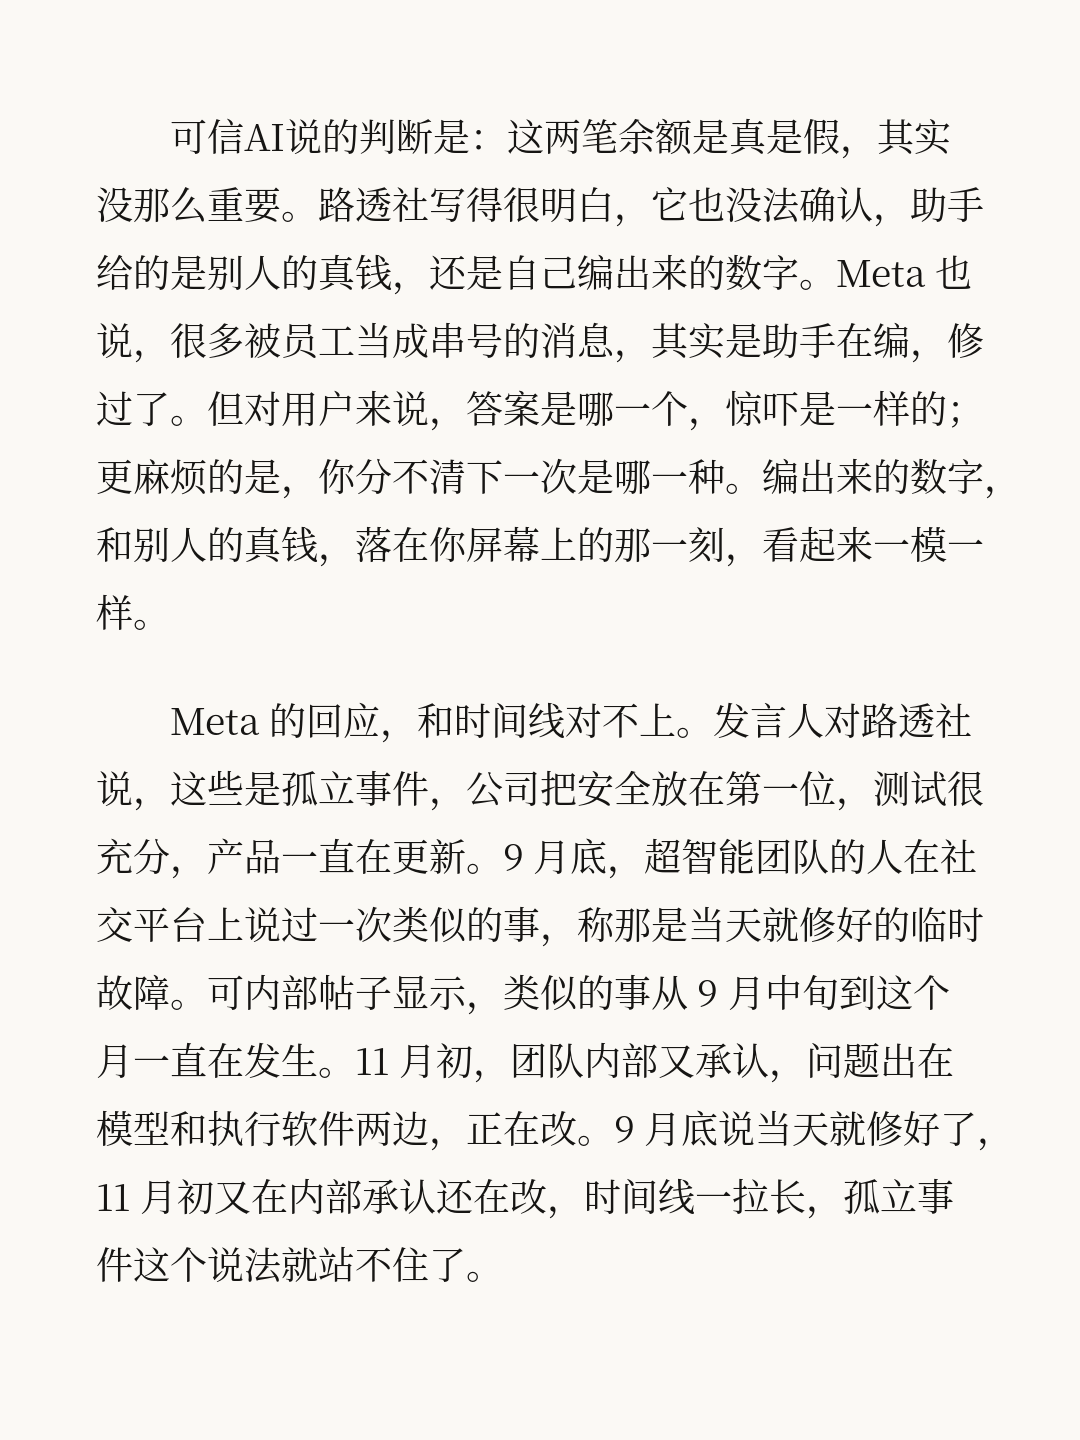 可信AI说的判断是：这两笔余额是真是假，其实
没那么重要。路透社写得很明白，它也没法确认，助手
给的是别人的真钱，还是自己编出来的数字。Meta 也
说，很多被员工当成串号的消息，其实是助手在编，修
过了。但对用户来说，答案是哪一个，惊吓是一样的；
更麻烦的是，你分不清下一次是哪一种。编出来的数字，
和别人的真钱，落在你屏幕上的那一刻，看起来一模一
样。
Meta 的回应，和时间线对不上。发言人对路透社
说，这些是孤立事件，公司把安全放在第一位，测试很
充分，产品一直在更新。9 月底，超智能团队的人在社
交平台上说过一次类似的事，称那是当天就修好的临时
故障。可内部帖子显示，类似的事从 9 月中旬到这个
月一直在发生。11 月初，团队内部又承认，问题出在
模型和执行软件两边，正在改。9 月底说当天就修好了，
11 月初又在内部承认还在改，时间线一拉长，孤立事
件这个说法就站不住了。